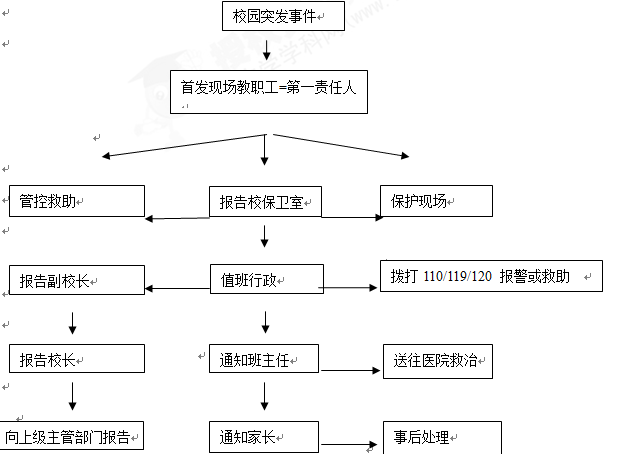 校园突发事件
首发现场教职工=第一责任人
管控救助
报告校保卫室
保护现场
报告副校长
值班行政
拨打 110/119/120 报警或救助
报告校长
通知班主任
送往医院救治
向上级主管部门报告
通知家长
事后处理